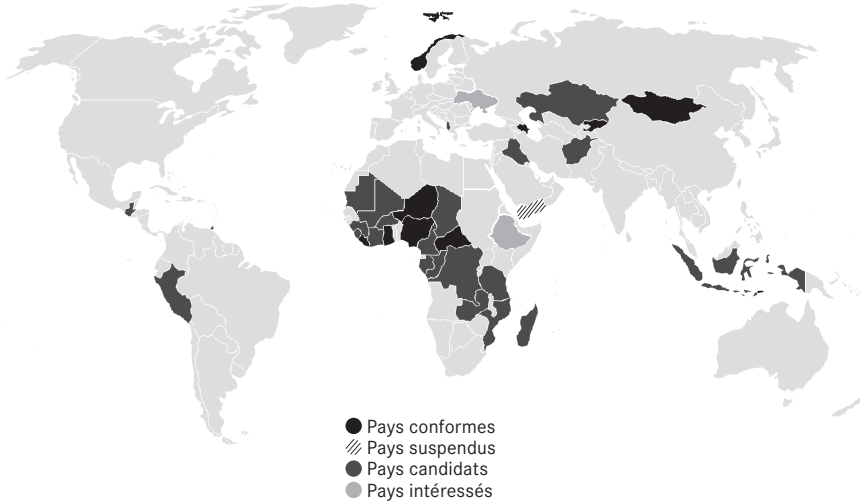 Pays conformes
Pays suspendus
Pays candidats
Pays intéressés